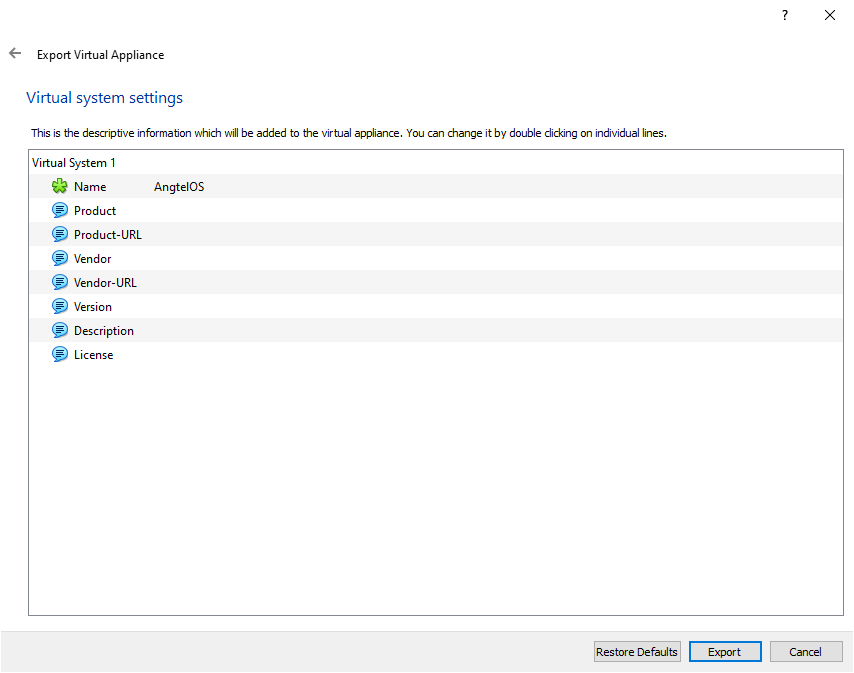 ?
Export Virtual Appliance
Virtual system settings
This is the descriptive information which will be added to the virtual appliance. You can change it by double clicking on individual lines.
Virtual System 1
Name AngtelOS
Product
Product-URL
Vendor
Vendor-URL
Version
Description
License
Restore Defaults Export Cancel